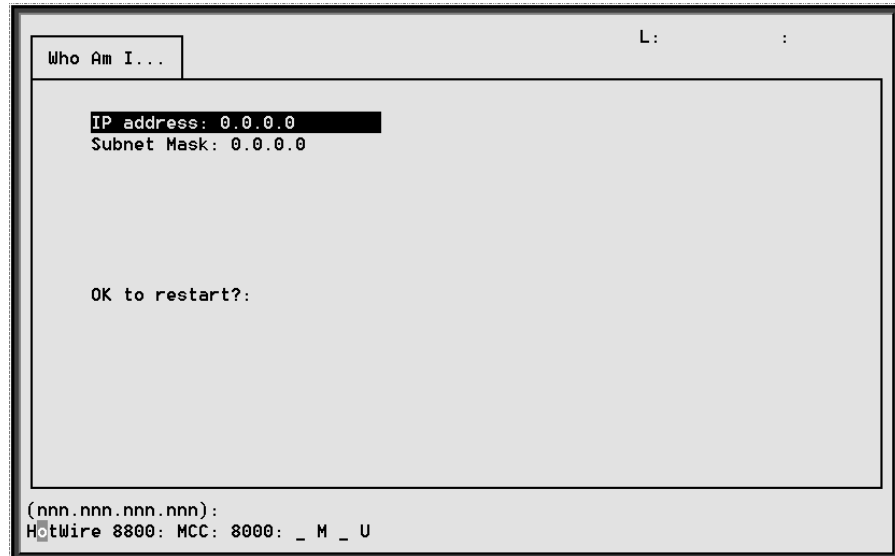 L: :
Who Am I...
IP address: 0.0.0.0
Subnet Mask: 0.0.0.0
OK to restart?:
(nnn.nnn.nnn.nnn):
HotWire 8800: MCC: 8000: _ M _ U